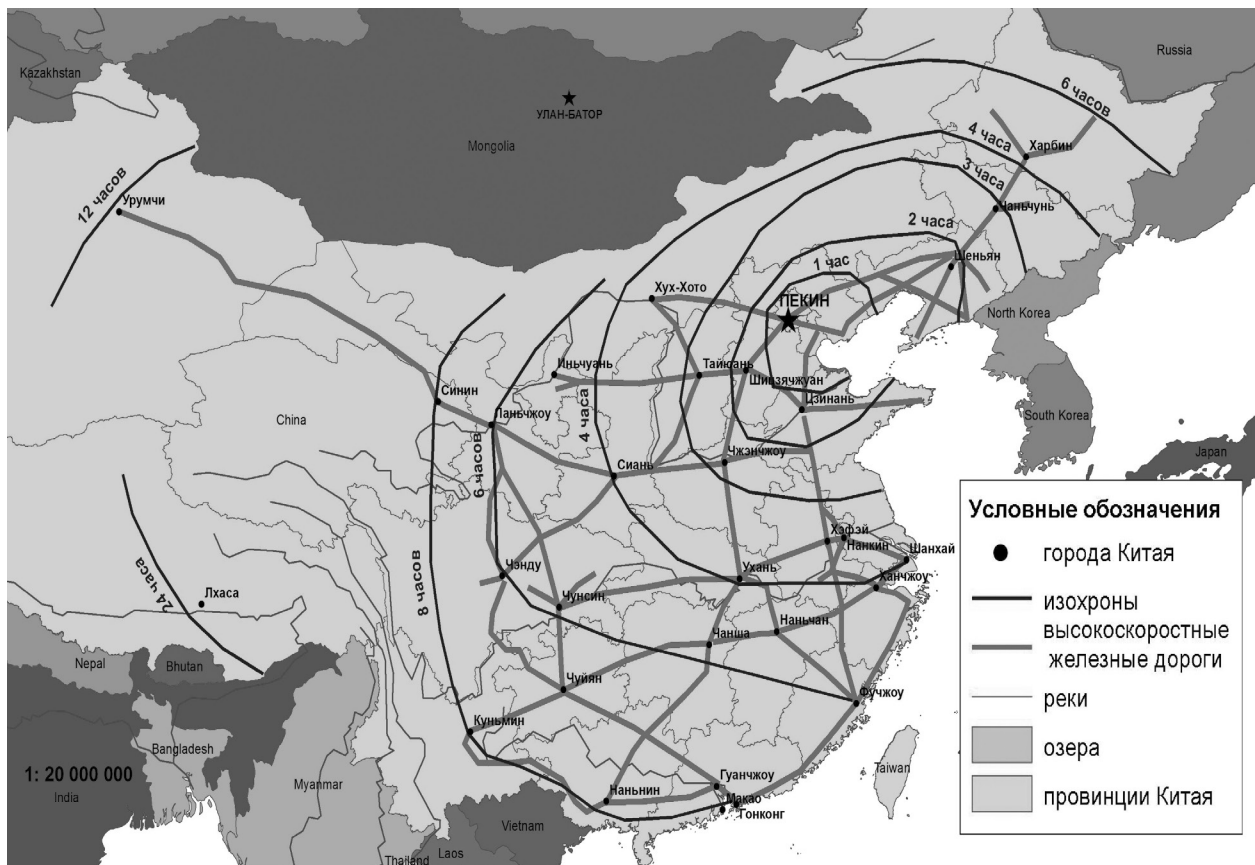 Kazakhstan
Russia
УЛАН-БАТОР
Mongolia
6 часов
4 часа
Харбин
3 часа
12 часов
Урумчи
Чаньчунь
2 часа
1 час
Шеньян
Хух-Хото
ПЕКИН
North Korea
Иньчуань
Тайюань
Шицзячжуан
Цзинань
Синин
Ланьчжоу
South Korea
China
4 часа
6 часов
Сиань
Чжэнчжоу
Japan
Хэфэй
Нанкин
Шанхай
Чэнду
Ухань
Ханчжоу
8 часов
24 часа
Лхаса
Чунсин
Наньчан
Чанша
Nepal
Bhutan
Чуйян
Фучжоу
Куньмин
Bangladesh
1: 20 000 000
India
Myanmar
Taiwan
Гуанчжоу
Наньнин
Макао
Тонконг
Vietnam
Laos
Thailand
Условные обозначения
города Китая
изохроны
высокоскоростные
железные дороги
реки
озера
провинции Китая